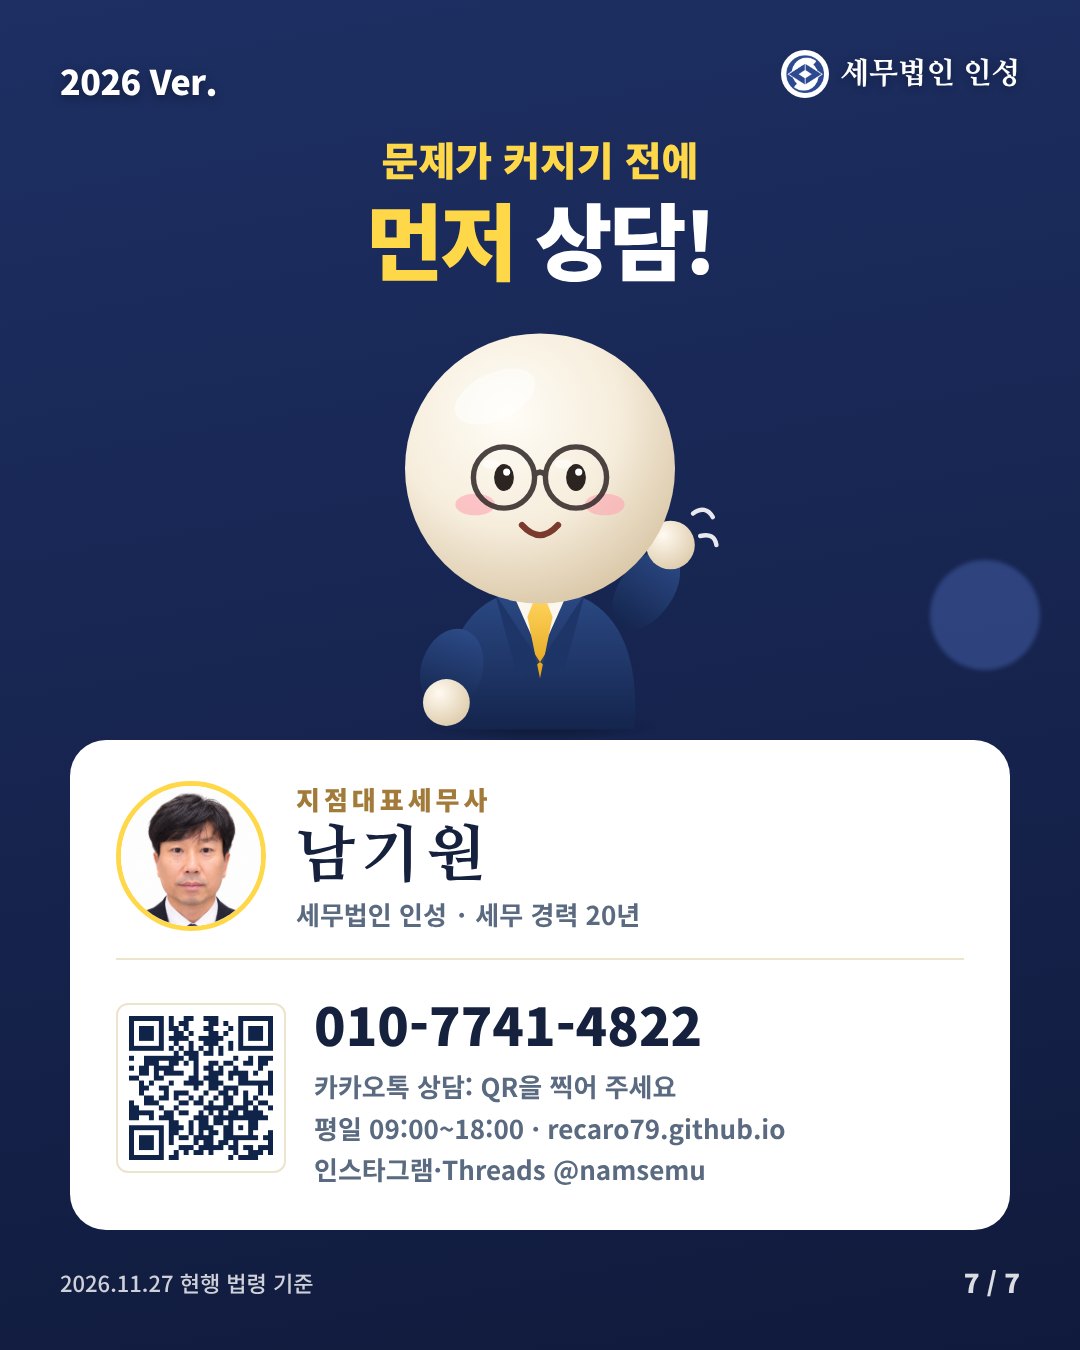 2026 Ver.
세무법인 인성
문제가 커지기 전에
먼저 상담!
지점대표세무사
남기원
세무법인 인성 · 세무 경력 20년
010-7741-4822
카카오톡 상담: QR을 찍어 주세요
평일 09:00~18:00 · recaro79.github.io
인스타그램·Threads @namsemu
2026.11.27 현행 법령 기준
7 / 7